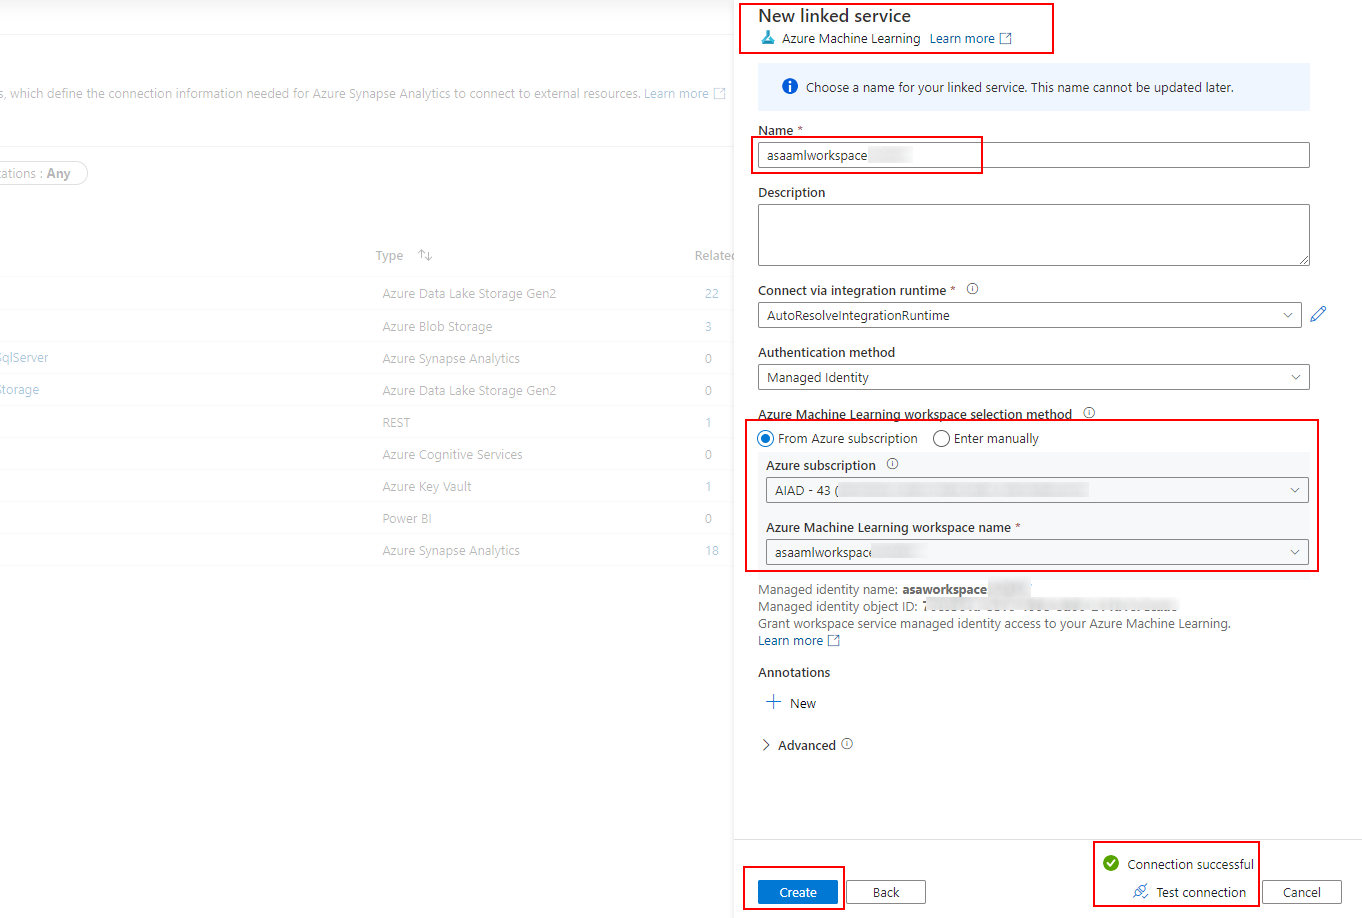 s, which define the connection information needed for Azure Synapse Analytics to connect to external resources. Learn more
ations : Any
Type
Related
Azure Data Lake Storage Gen2 22
Azure Blob Storage 3
SqlServer Azure Synapse Analytics 0
Storage Azure Data Lake Storage Gen2 0
REST 1
Azure Cognitive Services 0
Azure Key Vault 1
Power BI 0
Azure Synapse Analytics 18
New linked service
Azure Machine Learning Learn more
Choose a name for your linked service. This name cannot be updated later.
Name *
asaamlworkspace
Description
Connect via integration runtime *
AutoResolveIntegrationRuntime
Authentication method
Managed Identity
Azure Machine Learning workspace selection method
From Azure subscription Enter manually
Azure subscription
AIAD - 43 (
Azure Machine Learning workspace name *
asaamlworkspace
Managed identity name: asaworkspace
Managed identity object ID:
Grant workspace service managed identity access to your Azure Machine Learning.
Learn more
Annotations
New
Advanced
Connection successful
Create Back Test connection Cancel